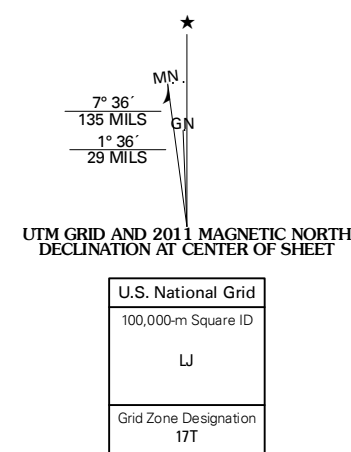 ★
MN.
7° 36´
135 MILS
GN
1° 36´
29 MILS
UTM GRID AND 2011 MAGNETIC NORTH
DECLINATION AT CENTER OF SHEET
U.S. National Grid
100,000-m Square ID
LJ
Grid Zone Designation
17T